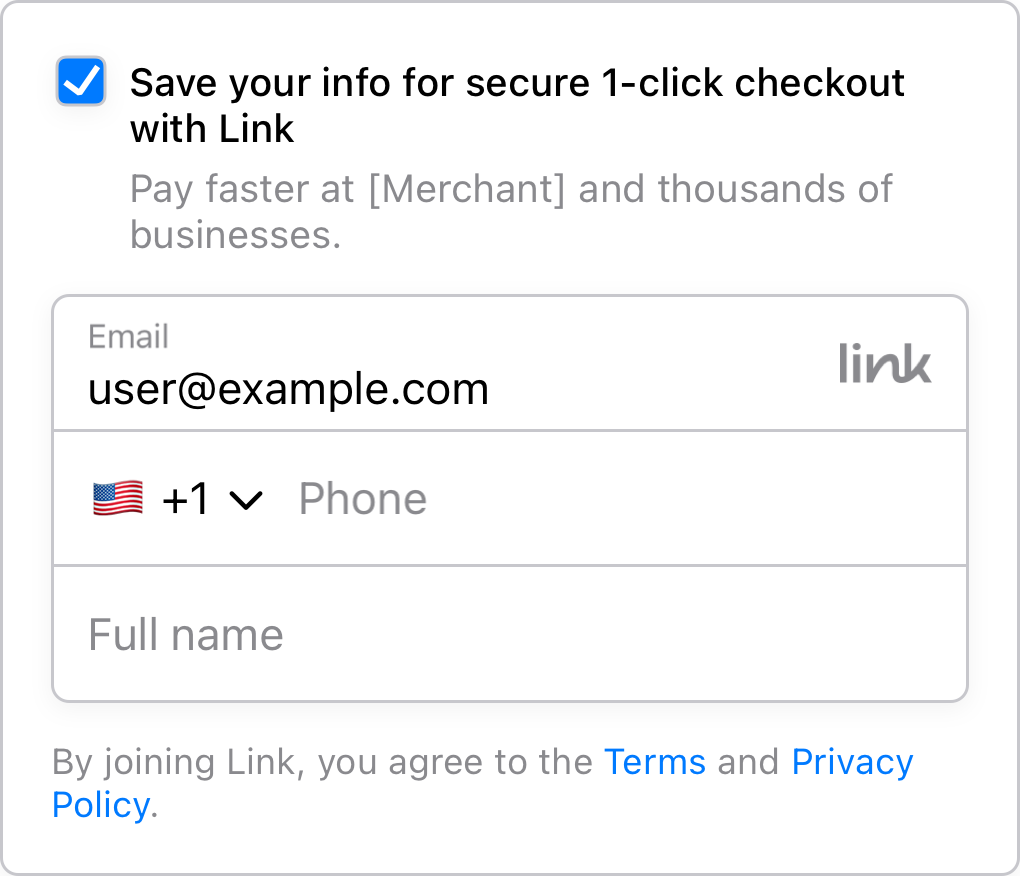 Save your info for secure 1-click checkout
with Link
Pay faster at [Merchant] and thousands of
businesses.
Email
user@example.com
link
+1
Phone
Full name
By joining Link, you agree to the Terms and Privacy
Policy.